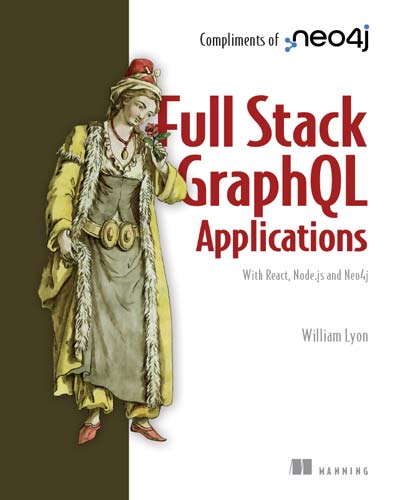 Compliments of neo4j
Full Stack
GraphQL
Applications
With React, Node.js and Neo4j
William Lyon
MANNING